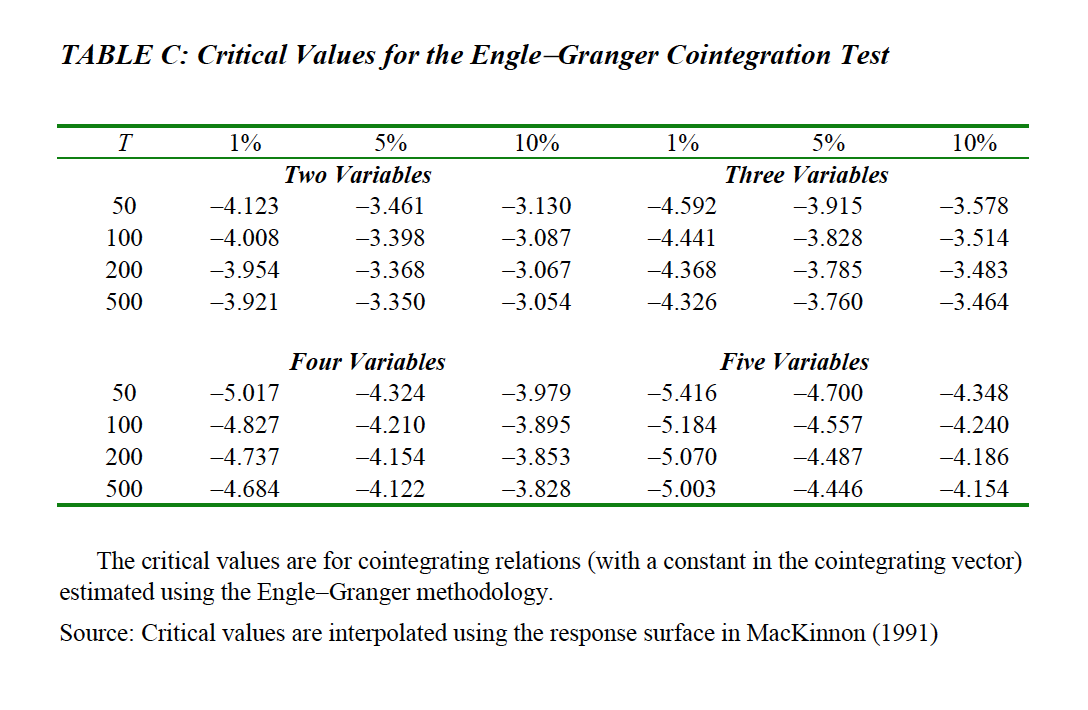 TABLE C: Critical Values for the Engle–Granger Cointegration Test
T 1% 5% 10% 1% 5% 10%
Two Variables Three Variables
50 –4.123 –3.461 –3.130 –4.592 –3.915 –3.578
100 –4.008 –3.398 –3.087 –4.441 –3.828 –3.514
200 –3.954 –3.368 –3.067 –4.368 –3.785 –3.483
500 –3.921 –3.350 –3.054 –4.326 –3.760 –3.464
Four Variables Five Variables
50 –5.017 –4.324 –3.979 –5.416 –4.700 –4.348
100 –4.827 –4.210 –3.895 –5.184 –4.557 –4.240
200 –4.737 –4.154 –3.853 –5.070 –4.487 –4.186
500 –4.684 –4.122 –3.828 –5.003 –4.446 –4.154
The critical values are for cointegrating relations (with a constant in the cointegrating vector)
estimated using the Engle–Granger methodology.
Source: Critical values are interpolated using the response surface in MacKinnon (1991)